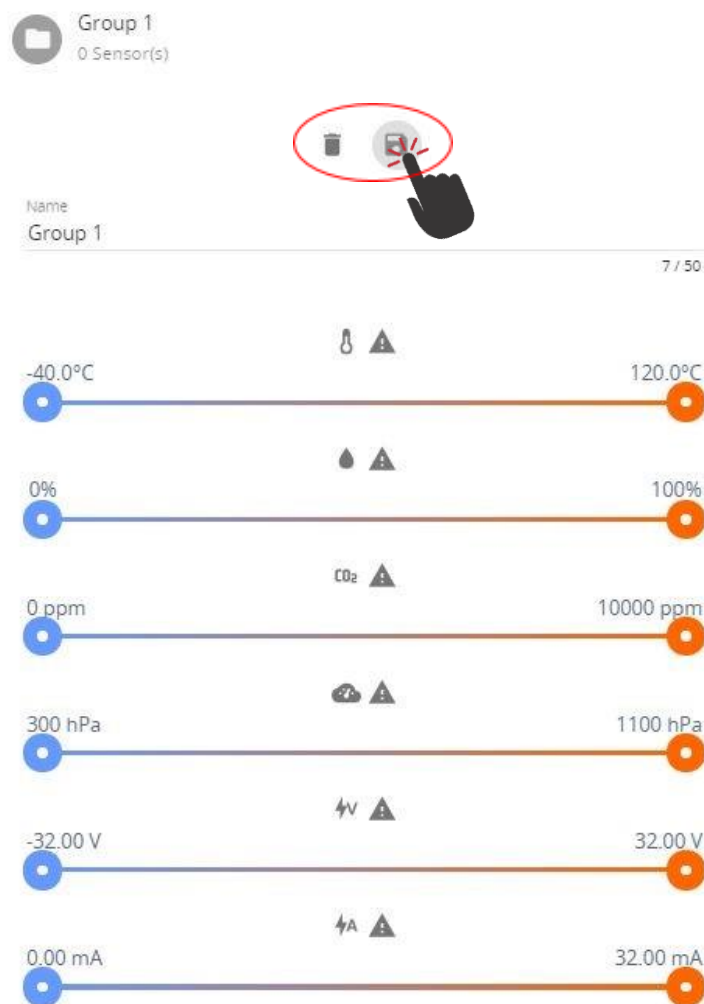 Group 1
0 Sensor(s)
Name
Group 1
7 / 50
-40.0°C 120.0°C
0% 100%
CO₂
0 ppm 10000 ppm
300 hPa 1100 hPa
V
-32.00 V 32.00 V
A
0.00 mA 32.00 mA